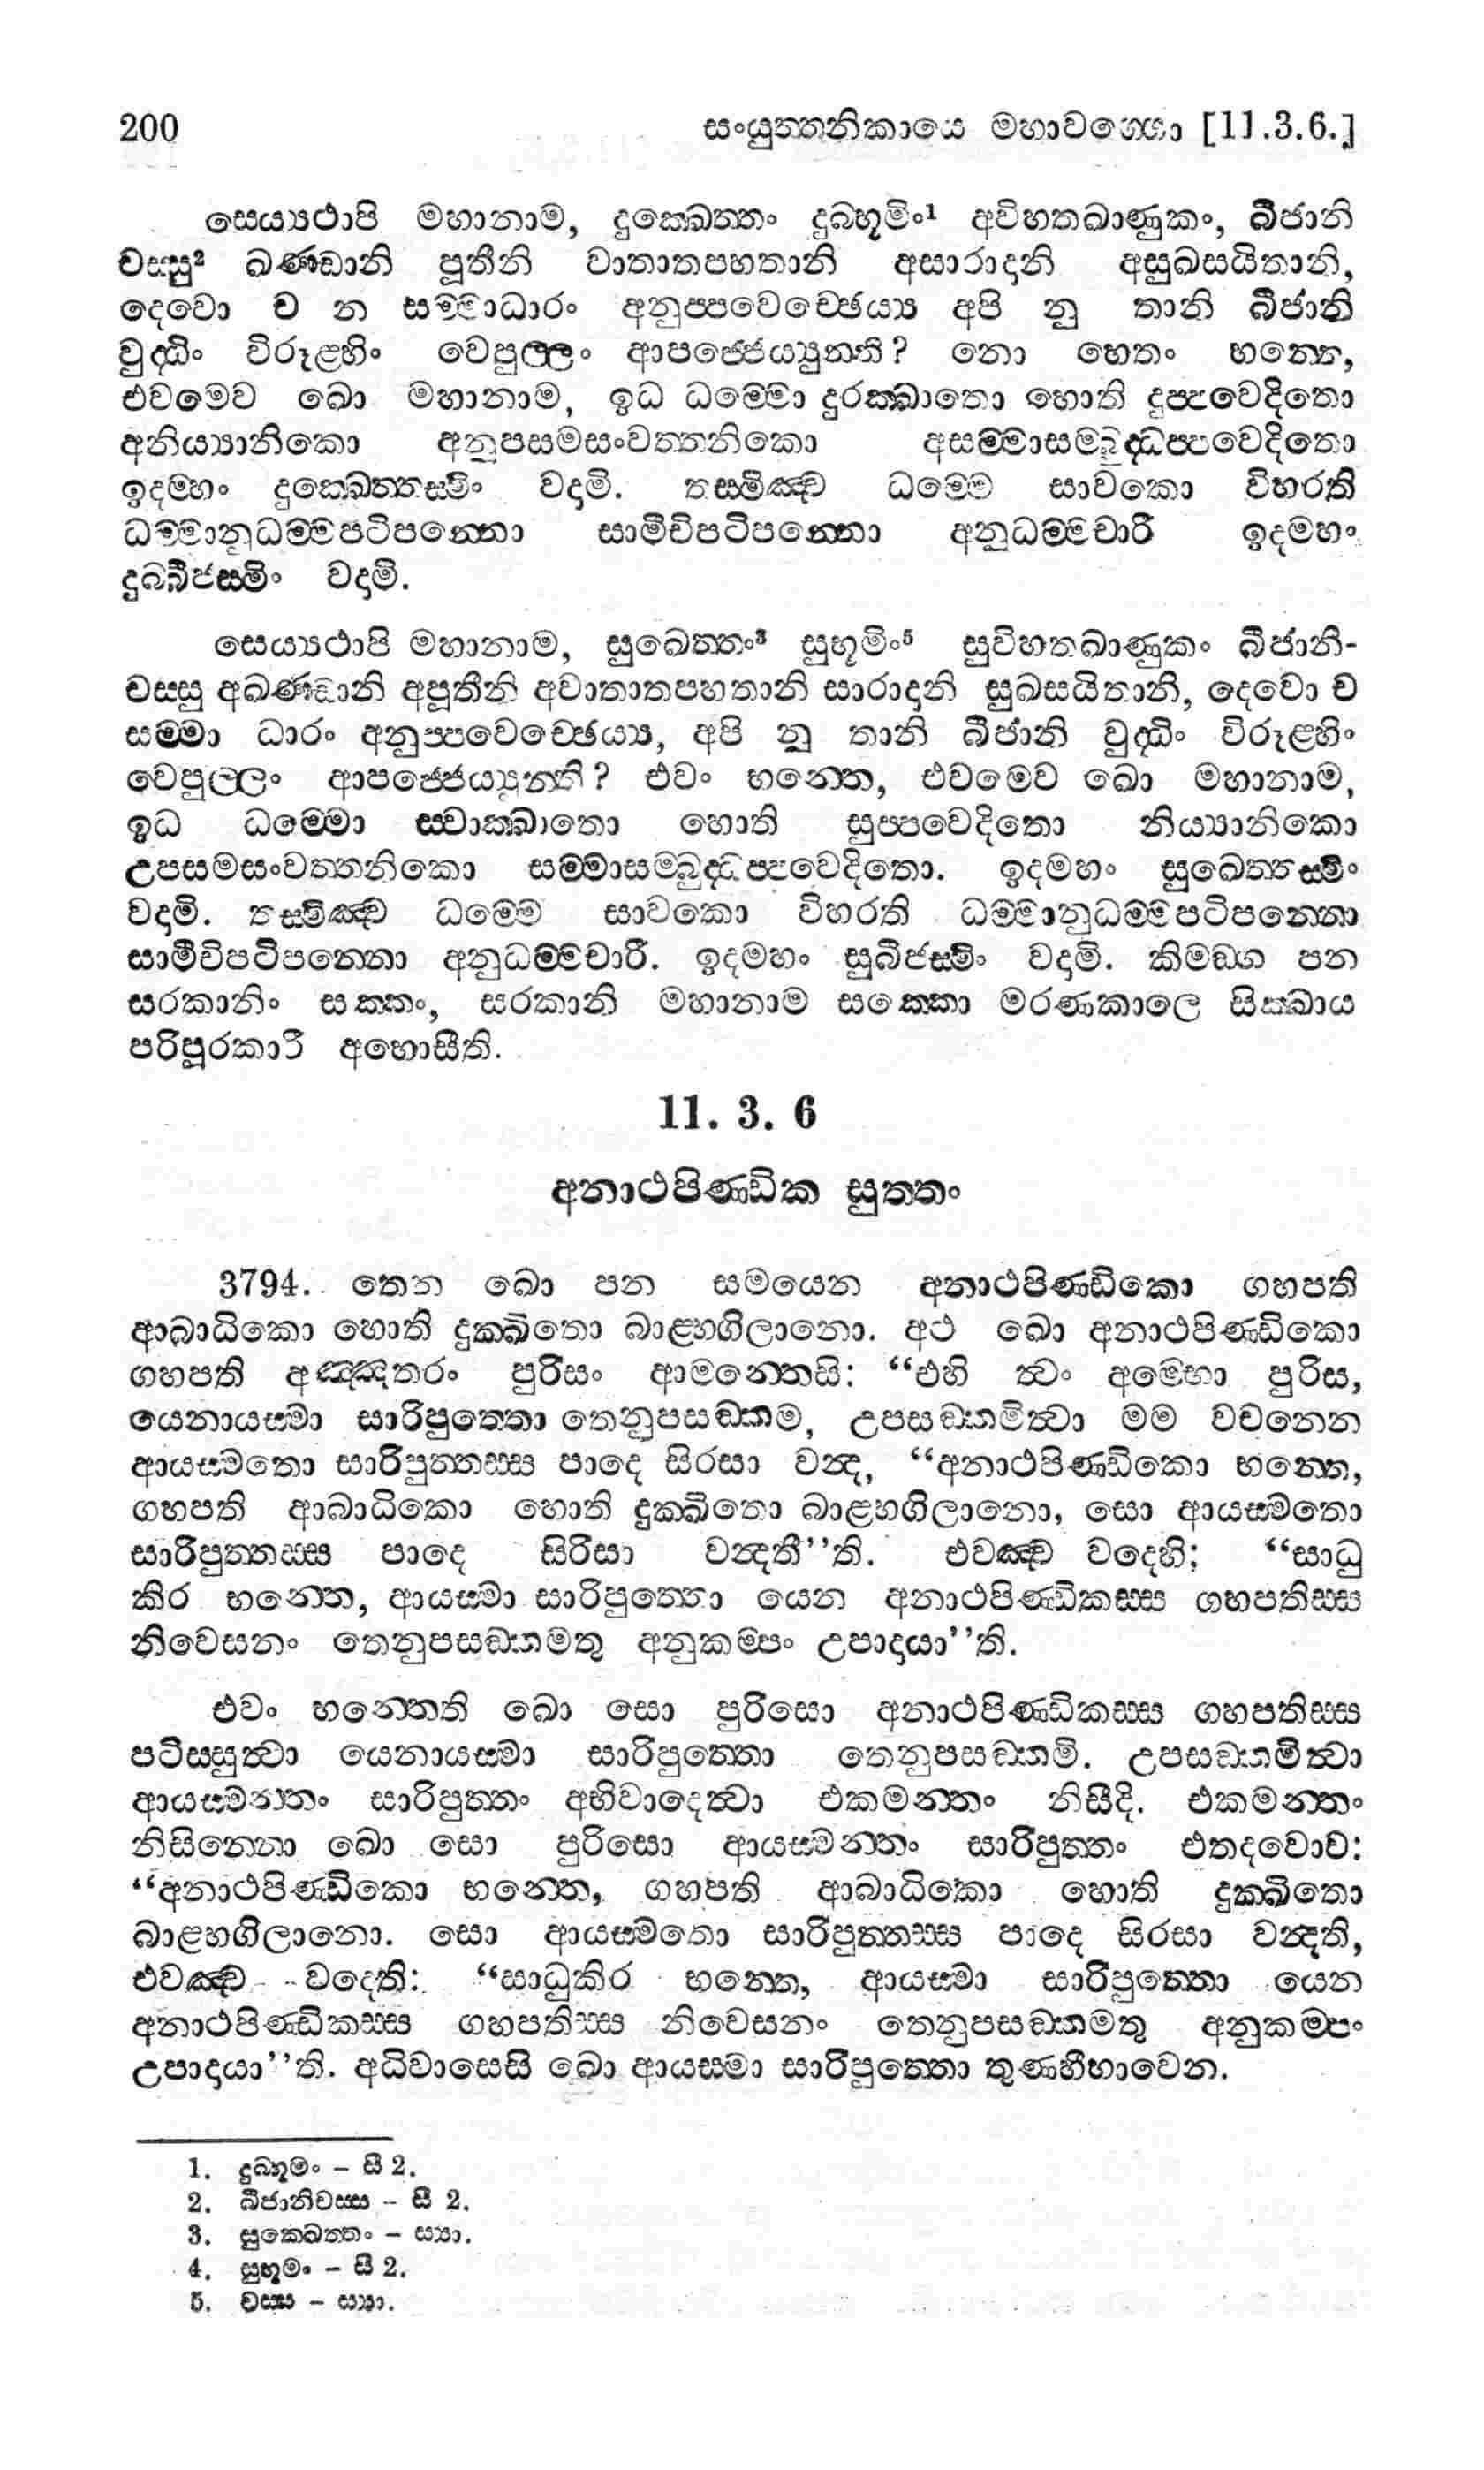 200 සංයුත්තනිකායෙ මහාවග්ගො [11.3.6.]
සෙය්‍යථාපි මහානාම, දුක්ඛෙත්තං දුබ්භූමිං¹ අවිහතඛාණුකං, බීජානි
චස්සු² ඛණ්ඩානි පූතීනි වාතාතපහතානි අසාරාදානි අසුඛසයිතානි,
දෙවො ච න සම්මාධාරං අනුප්පවෙච්ඡෙය්‍ය අපි නු තානි බීජානි
වුද්ධිං විරූළ්හිං වෙපුල්ලං ආපජ්ජෙය්‍යුන්ති? නො හෙතං භන්තෙ,
එවමෙව ඛො මහානාම, ඉධ ධම්මො දුරක්ඛාතො හොති දුප්පවෙදිතො
අනිය්‍යානිකො අනුපසමසංවත්තනිකො අසම්මාසම්බුද්ධප්පවෙදිතො
ඉදමහං දුක්ඛෙත්තස්මිං වදාමි. තස්මිඤ්ච ධම්මෙ සාවකො විහරති
ධම්මානුධම්මපටිපන්නො සාමීචිපටිපන්නො අනුධම්මචාරී ඉදමහං
දුබ්බීජස්මිං වදාමි.
සෙය්‍යථාපි මහානාම, සුඛෙත්තං³ සුභූමිං⁵ සුවිහතඛාණුකං බීජානි-
චස්සු අඛණ්ඩානි අපූතීනි අවාතාතපහතානි සාරාදානි සුඛසයිතානි, දෙවො ච
සම්මා ධාරං අනුප්පවෙච්ඡෙය්‍ය, අපි නූ තානි බීජානි වුද්ධිං විරූළ්හිං
වෙපුල්ලං ආපජ්ජෙය්‍යුන්ති? එවං භන්තෙ, එවමෙව ඛො මහානාම,
ඉධ ධම්මො ස්වාක්ඛාතො හොති සුප්පවෙදිතො නිය්‍යානිකො
උපසමසංවත්තනිකො සම්මාසම්බුද්ධප්පවෙදිතො. ඉදමහං සුඛෙත්තස්මිං
වදාමි. තස්මිඤ්ච ධම්මෙ සාවකො විහරති ධම්මානුධම්මපටිපන්නො
සාමීචිපටිපන්නො අනුධම්මචාරී. ඉදමහං සුබීජස්මිං වදාමි. කිමඞ්ග පන
සරකානිං සක්කං, සරකානි මහානාම සක්කො මරණකාලෙ සික්ඛාය
පරිපූරකාරී අහොසීති.
11. 3. 6
අනාථපිණ්ඩික සුත්තං
3794. තෙන ඛො පන සමයෙන අනාථපිණ්ඩිකො ගහපති
ආබාධිකො හොති දුක්ඛිතො බාළ්හගිලානො. අථ ඛො අනාථපිණ්ඩිකො
ගහපති අඤ්ඤතරං පුරිසං ආමන්තෙසි: “එහි ත්වං අම්භො පුරිස,
යෙනායස්මා සාරිපුත්තො තෙනුපසඞ්කම, උපසඞ්කමිත්වා මම වචනෙන
ආයස්මතො සාරිපුත්තස්ස පාදෙ සිරසා වන්ද, “අනාථපිණ්ඩිකො භන්තෙ,
ගහපති ආබාධිකො හොති දුක්ඛිතො බාළ්හගිලානො, සො ආයස්මතො
සාරිපුත්තස්ස පාදෙ සිරිසා වන්දතී’’ති. එවඤ්ච වදෙහි; “සාධු
කිර භන්තෙ, ආයස්මා සාරිපුත්තො යෙන අනාථපිණ්ඩිකස්ස ගහපතිස්ස
නිවෙසනං තෙනුපසඞ්කමතු අනුකම්පං උපාදායා’’ති.
එවං භන්තෙති ඛො සො පුරිසො අනාථපිණ්ඩිකස්ස ගහපතිස්ස
පටිස්සුත්වා යෙනායස්මා සාරිපුත්තො තෙනුපසඞ්කමි. උපසඞ්කමිත්වා
ආයස්මන්තං සාරිපුත්තං අභිවාදෙත්වා එකමන්තං නිසීදි. එකමන්තං
නිසින්නො ඛො සො පුරිසො ආයස්මන්තං සාරිපුත්තං එතදවොච:
“අනාථපිණ්ඩිකො භන්තෙ, ගහපති ආබාධිකො හොති දුක්ඛිතො
බාළ්හගිලානො. සො ආයස්මතො සාරිපුත්තස්ස පාදෙ සිරසා වන්දති,
එවඤ්ච වදෙති: “සාධුකිර භන්තෙ, ආයස්මා සාරිපුත්තො යෙන
අනාථපිණ්ඩිකස්ස ගහපතිස්ස නිවෙසනං තෙනුපසඞ්කමතු අනුකම්පං
උපාදායා’’ති. අධිවාසෙසි ඛො ආයස්මා සාරිපුත්තො තුණ්හීභාවෙන.
1. දුබ්භූමං – සී 2.
2. බීජානිචස්ස – සී 2.
3. සුක්ඛෙත්තං – ස්‍යා.
4. සුභූමං – සී 2.
5. චස්ස – ස්‍යා.